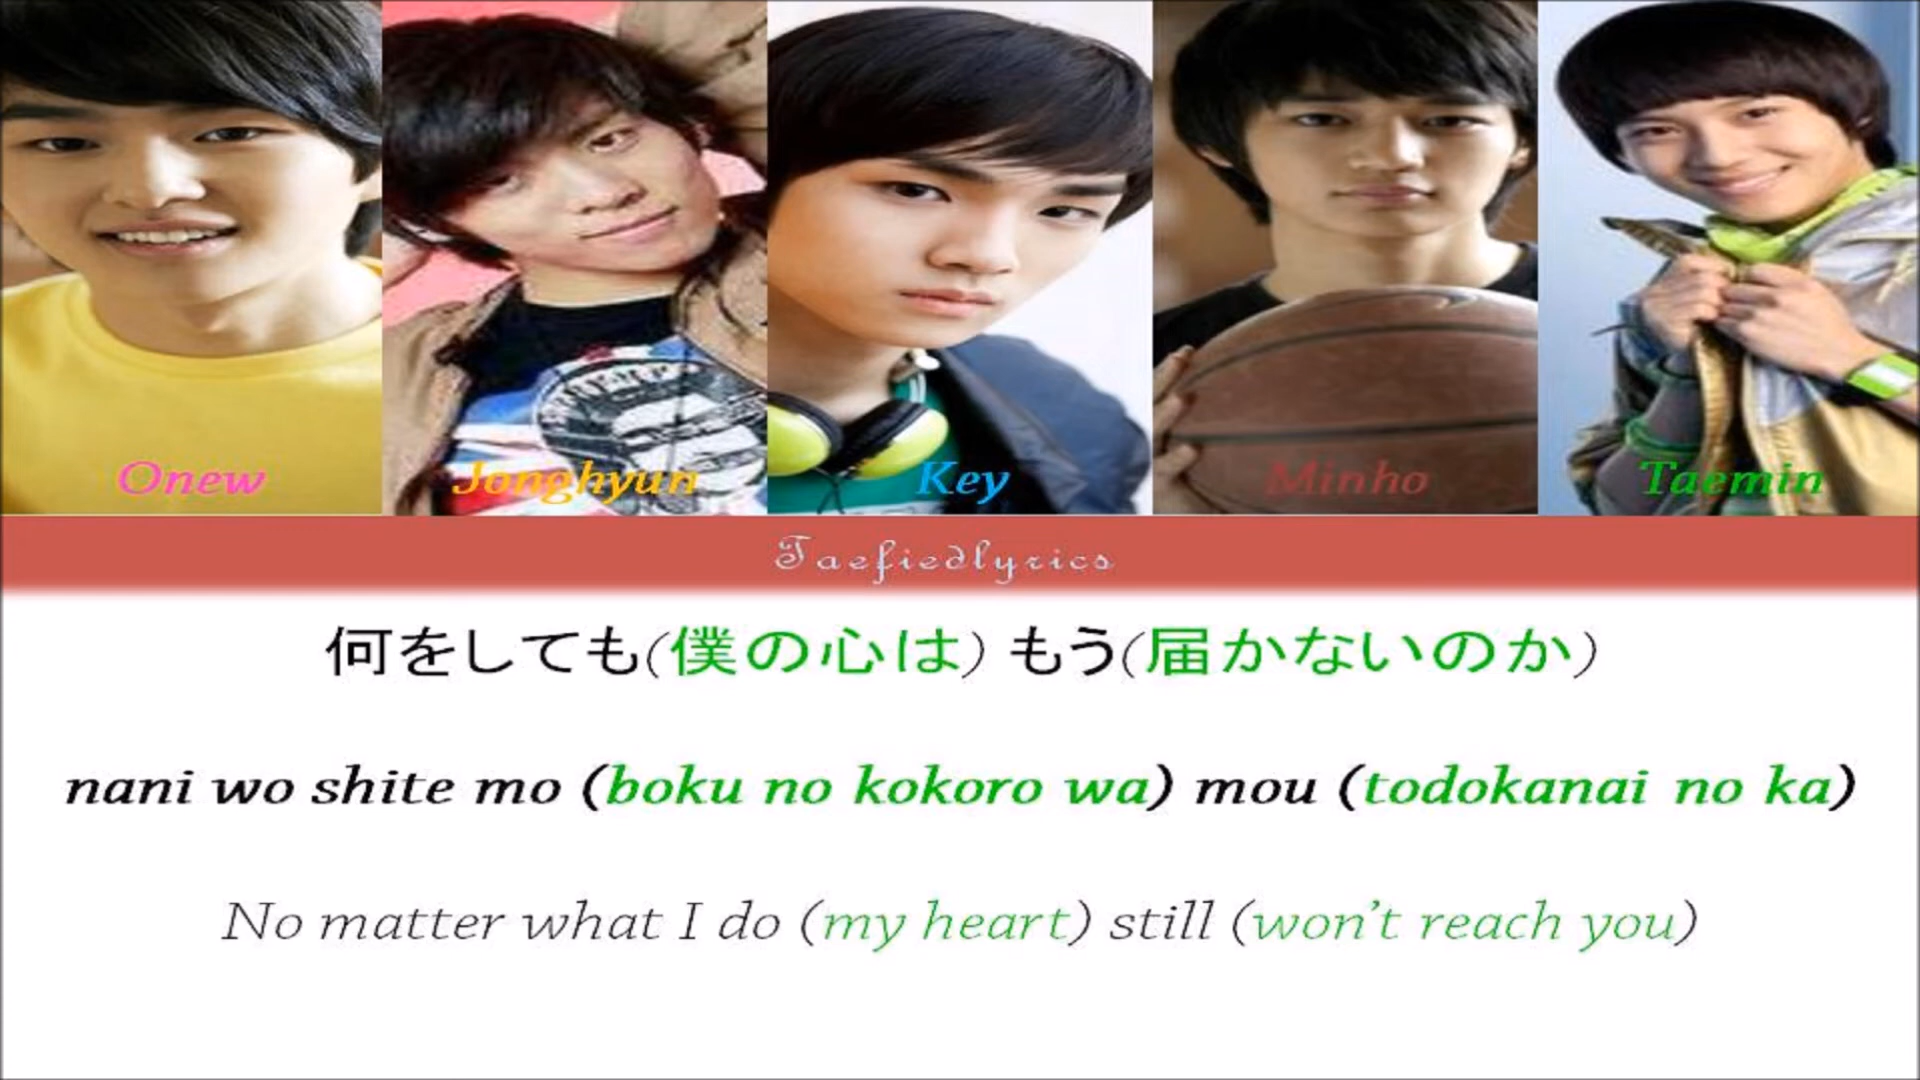 Onew Jonghyun Key Minho Taemin
Taefiedlyrics
何をしても(僕の心は) もう(届かないのか)
nani wo shite mo (boku no kokoro wa) mou (todokanai no ka)
No matter what I do (my heart) still (won't reach you)